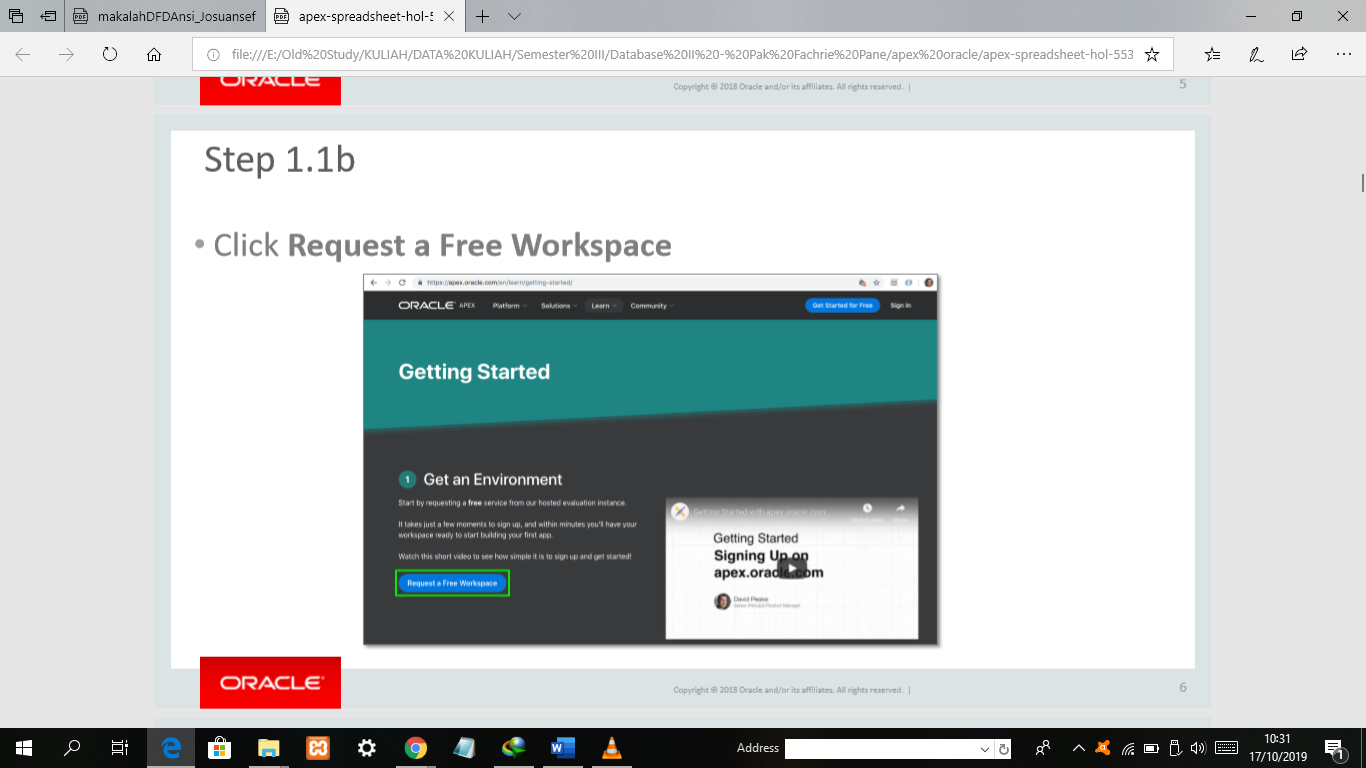 makalahDFDAnsi_Josuansef
apex-spreadsheet-hol-5
file:///E:/Old%20Study/KULIAH/DATA%20KULIAH/Semester%20III/Database%20II%20-%20Pak%20Fachrie%20Pane/apex%20oracle/apex-spreadsheet-hol-553
ORACLE
Copyright © 2018 Oracle and/or its affiliates. All rights reserved. |
5
Step 1.1b
• Click Request a Free Workspace
https://apex.oracle.com/en/learn/getting-started/
ORACLE APEX Platform Solutions Learn Community Get Started for Free Sign In
Getting Started
1 Get an Environment
Start by requesting a free service from our hosted evaluation instance.
It takes just a few moments to sign up, and within minutes you'll have your
workspace ready to start building your first app.
Watch this short video to see how simple it is to sign up and get started!
Request a Free Workspace
Getting Started with apex.oracle.com
Getting Started
Signing Up on
apex.oracle.com
David Peake
Senior Principal Product Manager
ORACLE
Copyright © 2018 Oracle and/or its affiliates. All rights reserved. |
6
Address
10:31
17/10/2019
1